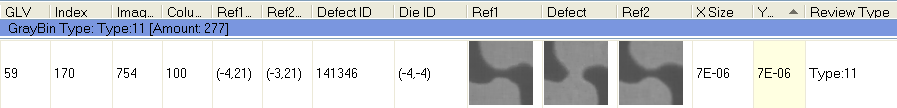 GLV Index Imag... Colu... Ref1... Ref2... Defect ID Die ID Ref1 Defect Ref2 X Size Y... Review Type
GrayBin Type: Type:11 [Amount: 277]
59 170 754 100 (-4,21) (-3,21) 141346 (-4,-4) 7E-06 7E-06 Type:11